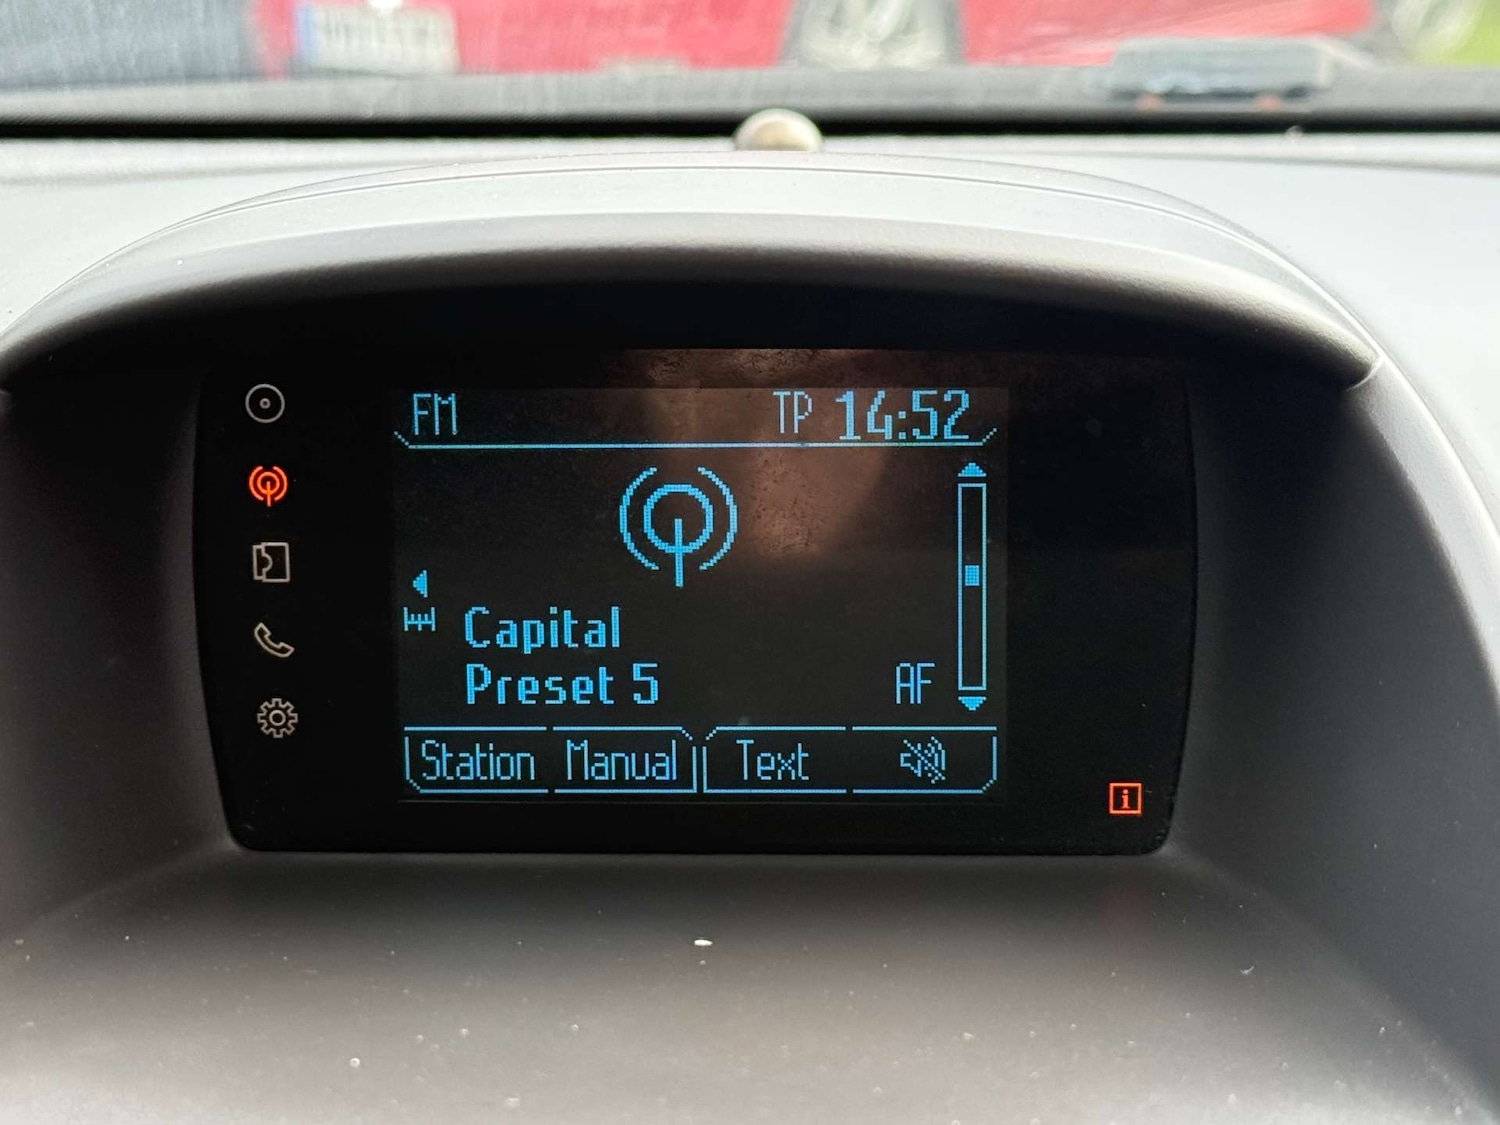 FM TP 14:52
Capital
Preset 5 AF
Station Manual Text
i